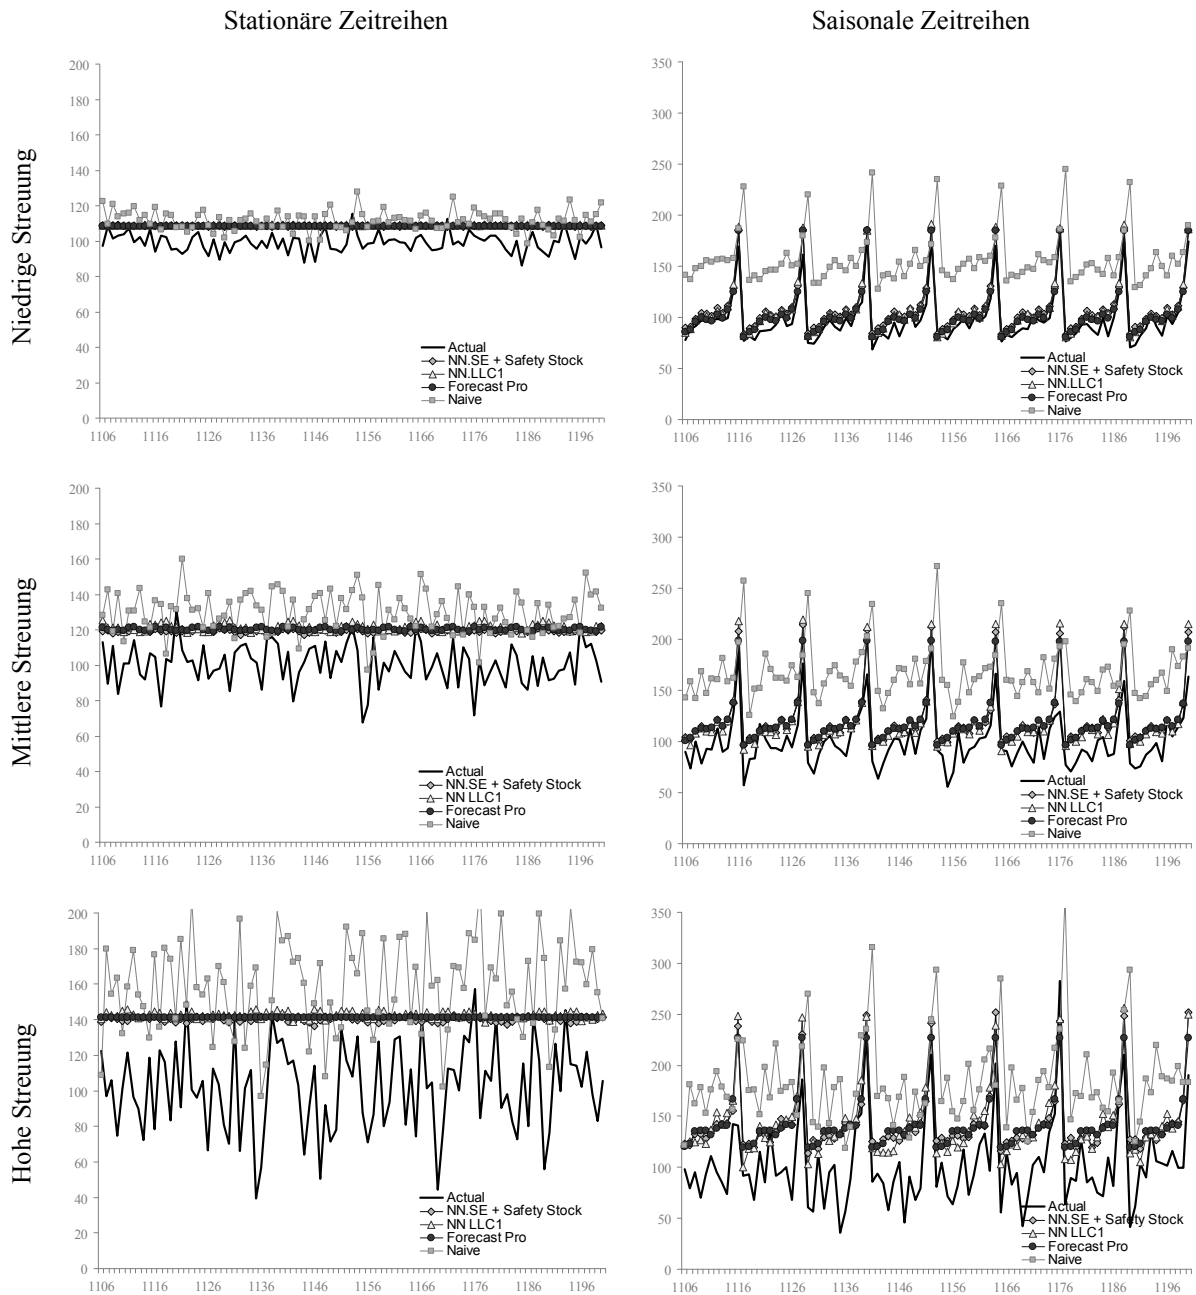 Stationäre Zeitreihen
Saisonale Zeitreihen
Niedrige Streuung
200
180
160
140
120
100
80
60
40
20
0
1106 1116 1126 1136 1146 1156 1166 1176 1186 1196
Actual
NN.SE + Safety Stock
NN.LLC1
Forecast Pro
Naive
350
300
250
200
150
100
50
0
1106 1116 1126 1136 1146 1156 1166 1176 1186 1196
Actual
NN.SE + Safety Stock
NN.LLC1
Forecast Pro
Naive
Mittlere Streuung
200
180
160
140
120
100
80
60
40
20
0
1106 1116 1126 1136 1146 1156 1166 1176 1186 1196
Actual
NN.SE + Safety Stock
NN LLC1
Forecast Pro
Naive
350
300
250
200
150
100
50
0
1106 1116 1126 1136 1146 1156 1166 1176 1186 1196
Actual
NN.SE + Safety Stock
NN LLC1
Forecast Pro
Naive
Hohe Streuung
200
180
160
140
120
100
80
60
40
20
0
1106 1116 1126 1136 1146 1156 1166 1176 1186 1196
Actual
NN.SE + Safety Stock
NN LLC1
Forecast Pro
Naive
350
300
250
200
150
100
50
0
1106 1116 1126 1136 1146 1156 1166 1176 1186 1196
Actual
NN.SE + Safety Stock
NN LLC1
Forecast Pro
Naive